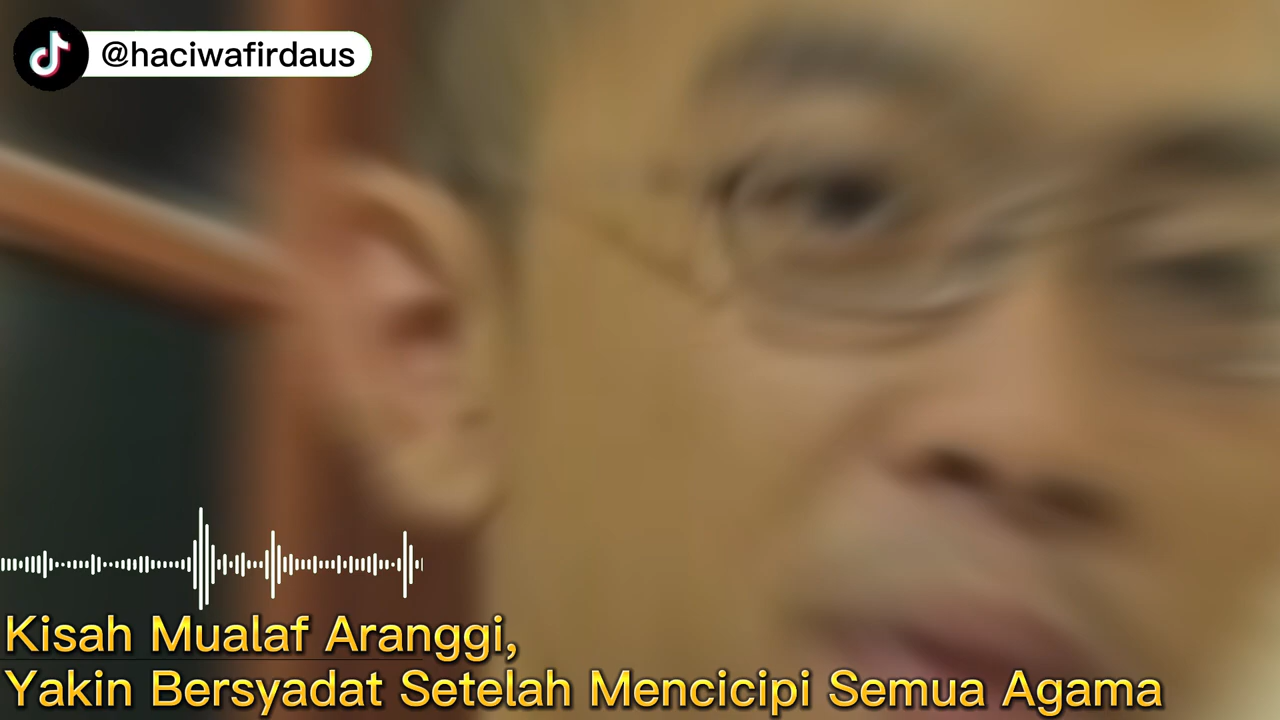 @haciwafirdaus
Kisah Mualaf Aranggi,
Yakin Bersyadat Setelah Mencicipi Semua Agama